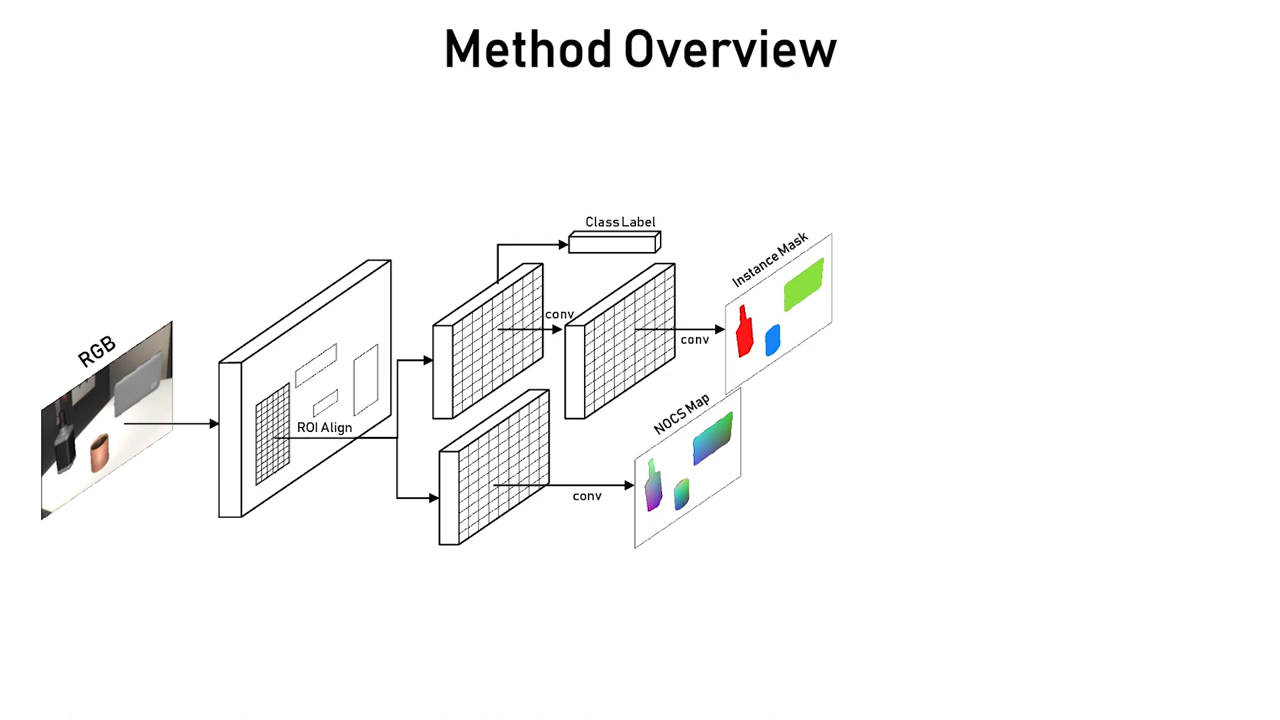 Method Overview
Class Label
Instance Mask
conv
conv
RGB
ROI Align
NOCS Map
conv